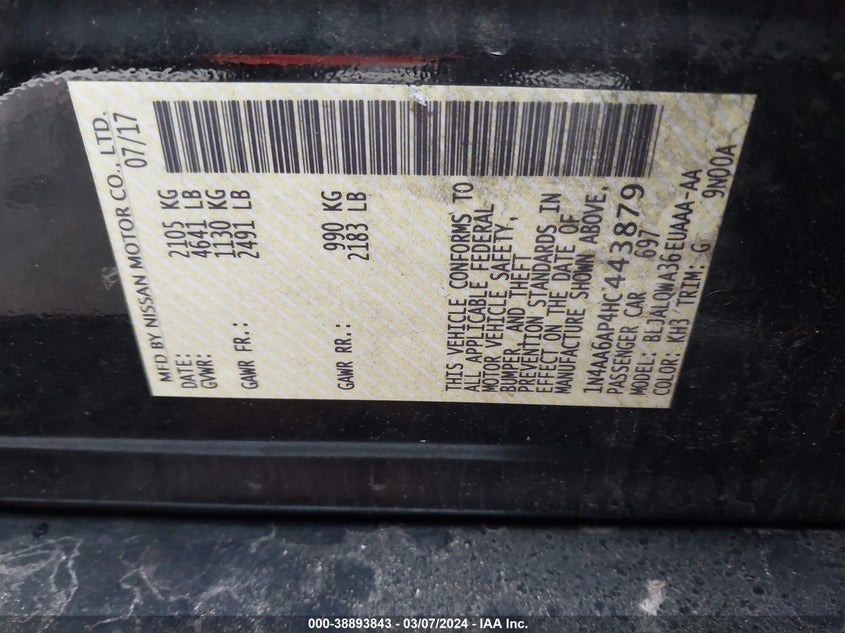 MFD BY NISSAN MOTOR CO., LTD.
DATE: 07/17
GVWR: 2105 KG
4641 LB
GAWR FR.: 1130 KG
2491 LB
GAWR RR.: 990 KG
2183 LB
THIS VEHICLE CONFORMS TO
ALL APPLICABLE FEDERAL
MOTOR VEHICLE SAFETY,
BUMPER, AND THEFT
PREVENTION STANDARDS IN
EFFECT ON THE DATE OF
MANUFACTURE SHOWN ABOVE.
1N4AA6AP4HC443879
PASSENGER CAR 697
MODEL: BLJALQWA36EUAAA-AA
COLOR: KH3 TRIM: G 9N00A
000-38893843 - 03/07/2024 - IAA Inc.